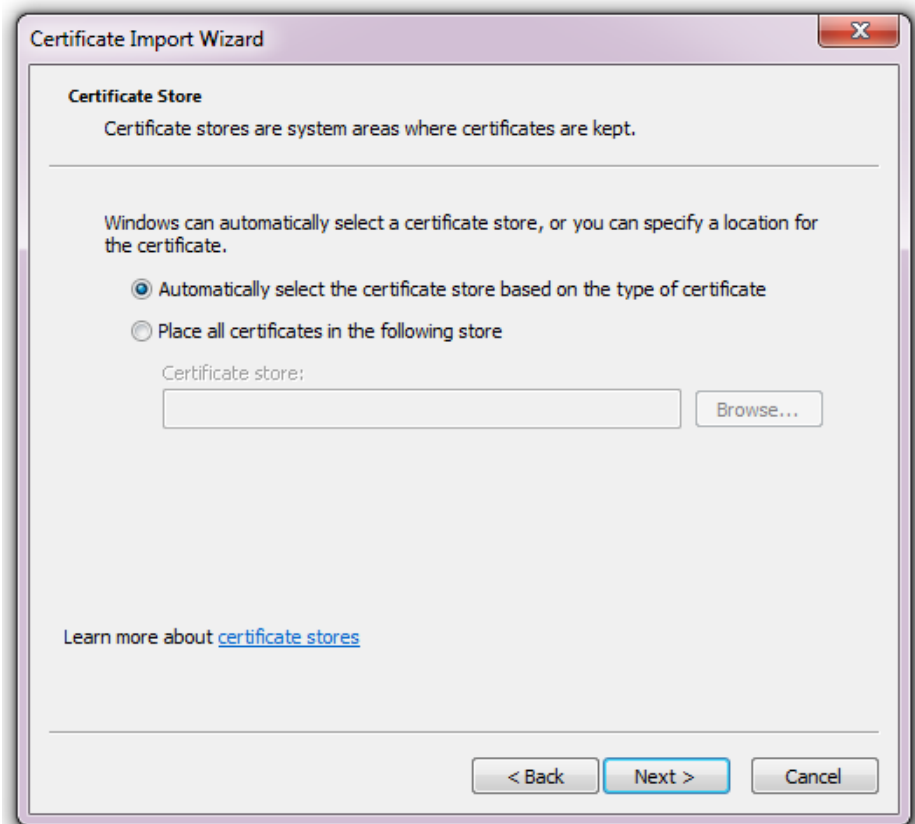 Certificate Import Wizard
Certificate Store
Certificate stores are system areas where certificates are kept.
Windows can automatically select a certificate store, or you can specify a location for
the certificate.
Automatically select the certificate store based on the type of certificate
Place all certificates in the following store
Certificate store:
Browse...
Learn more about certificate stores
< Back Next > Cancel